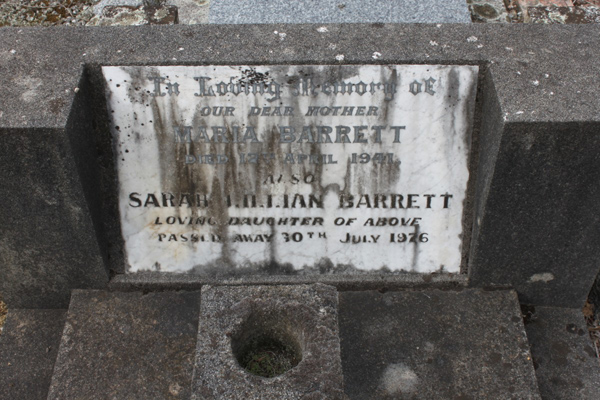 In Loving Memory of
OUR DEAR MOTHER
MARIA BARRETT
DIED 12TH APRIL 1941.
ALSO
SARAH LILLIAN BARRETT
LOVING DAUGHTER OF ABOVE
PASSED AWAY 30TH JULY 1976